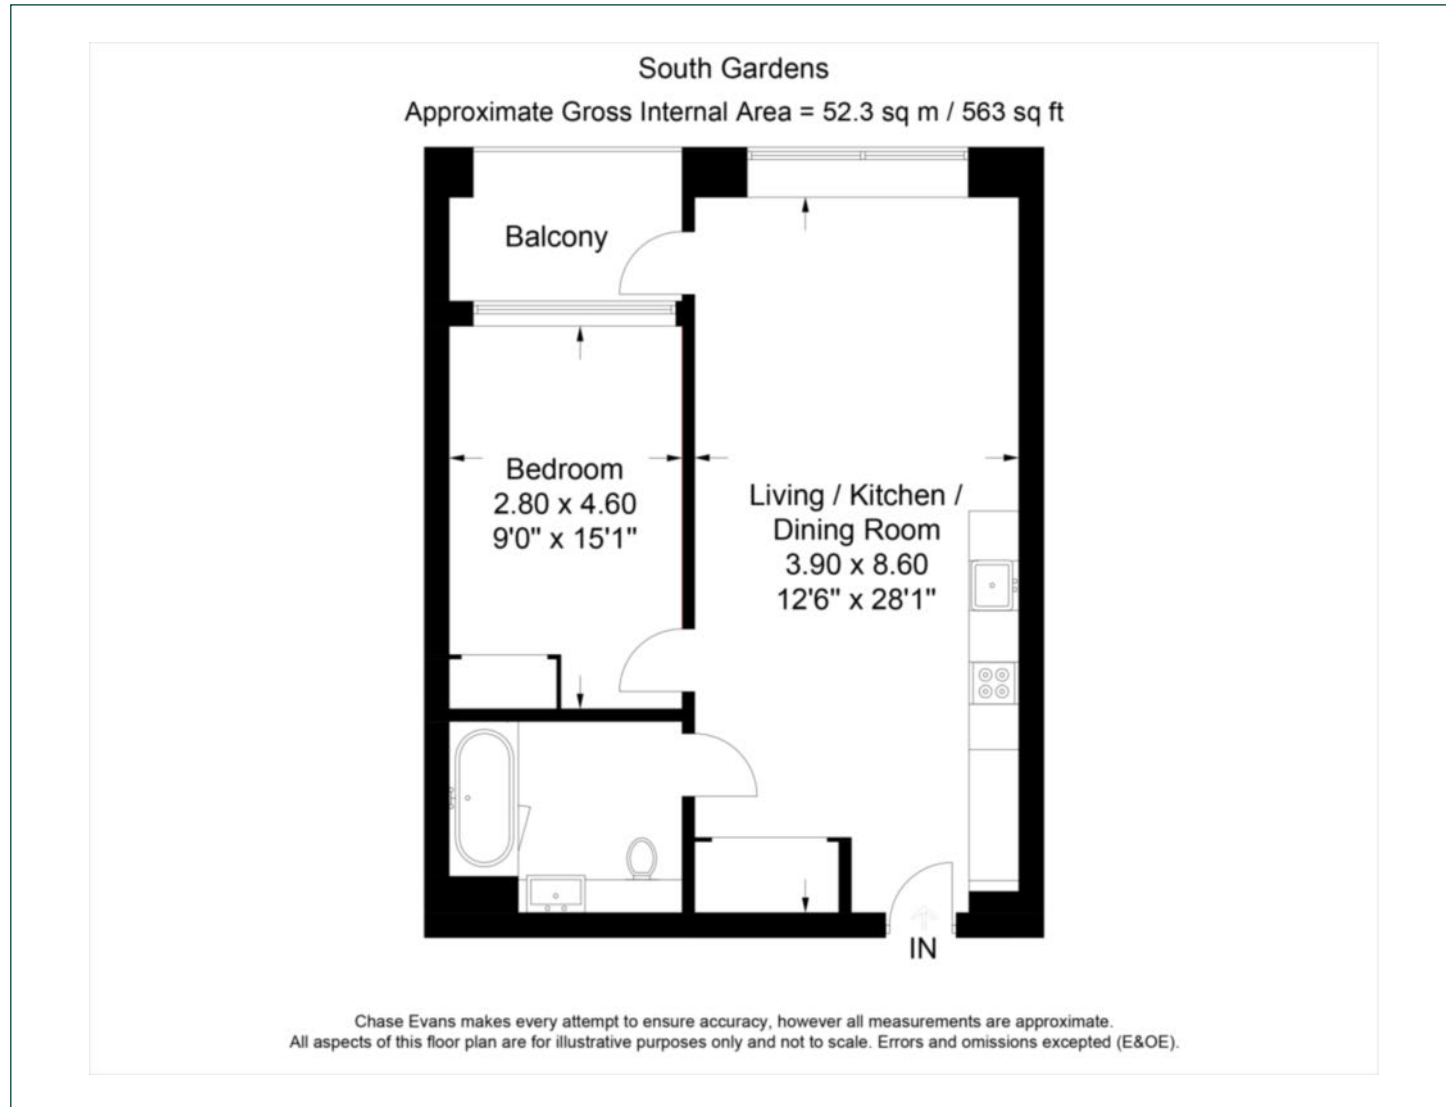 South Gardens
Approximate Gross Internal Area = 52.3 sq m / 563 sq ft
Balcony
Bedroom
2.80 x 4.60
9'0" x 15'1"
Living / Kitchen /
Dining Room
3.90 x 8.60
12'6" x 28'1"
IN
Chase Evans makes every attempt to ensure accuracy, however all measurements are approximate.
All aspects of this floor plan are for illustrative purposes only and not to scale. Errors and omissions excepted (E&OE).